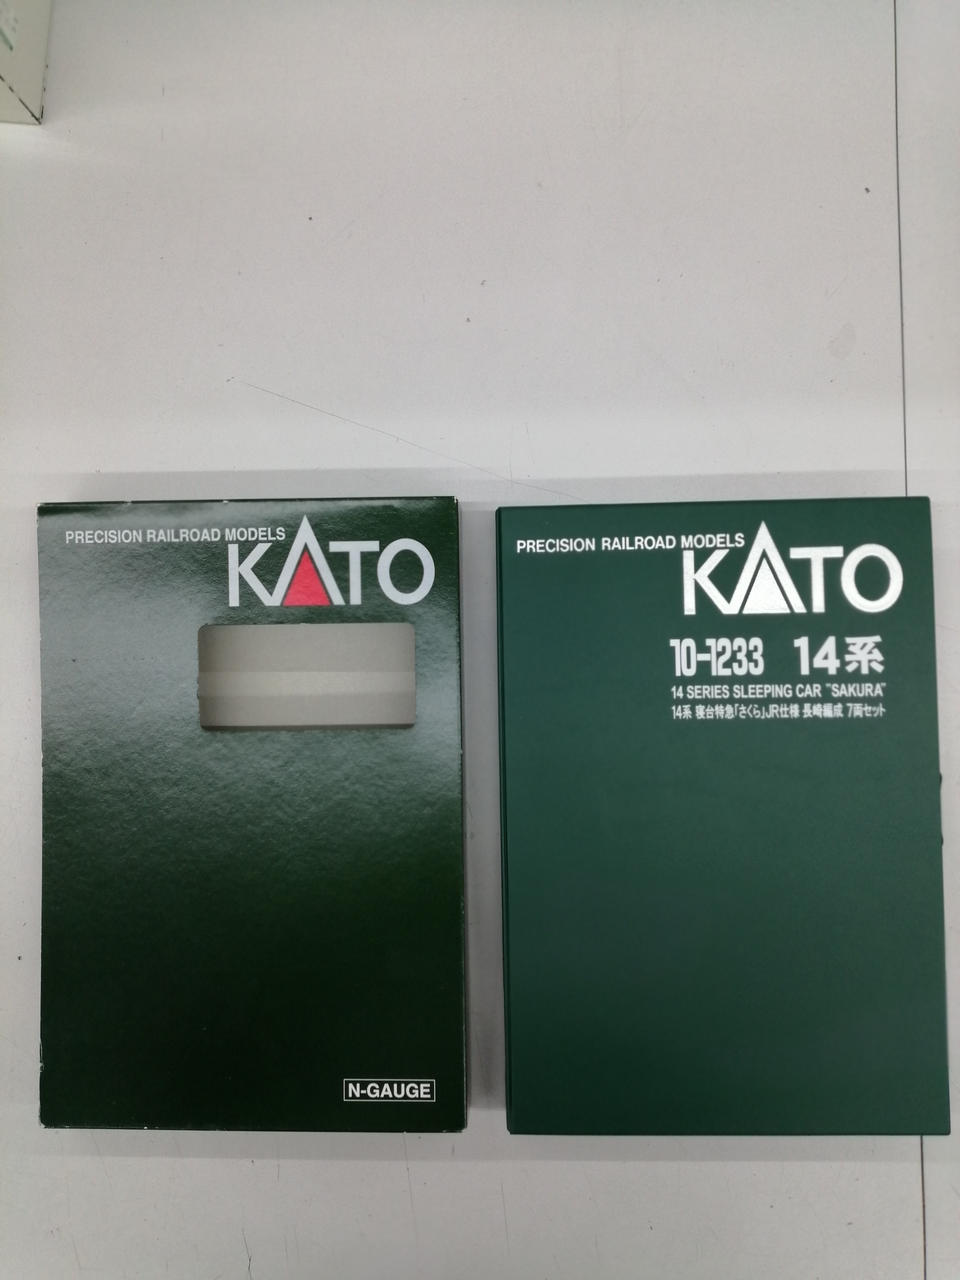 PRECISION RAILROAD MODELS
KATO
N-GAUGE
PRECISION RAILROAD MODELS
KATO
10-1233 14系
14 SERIES SLEEPING CAR "SAKURA"
14系 寝台特急「さくら」JR仕様 長崎編成 7両セット